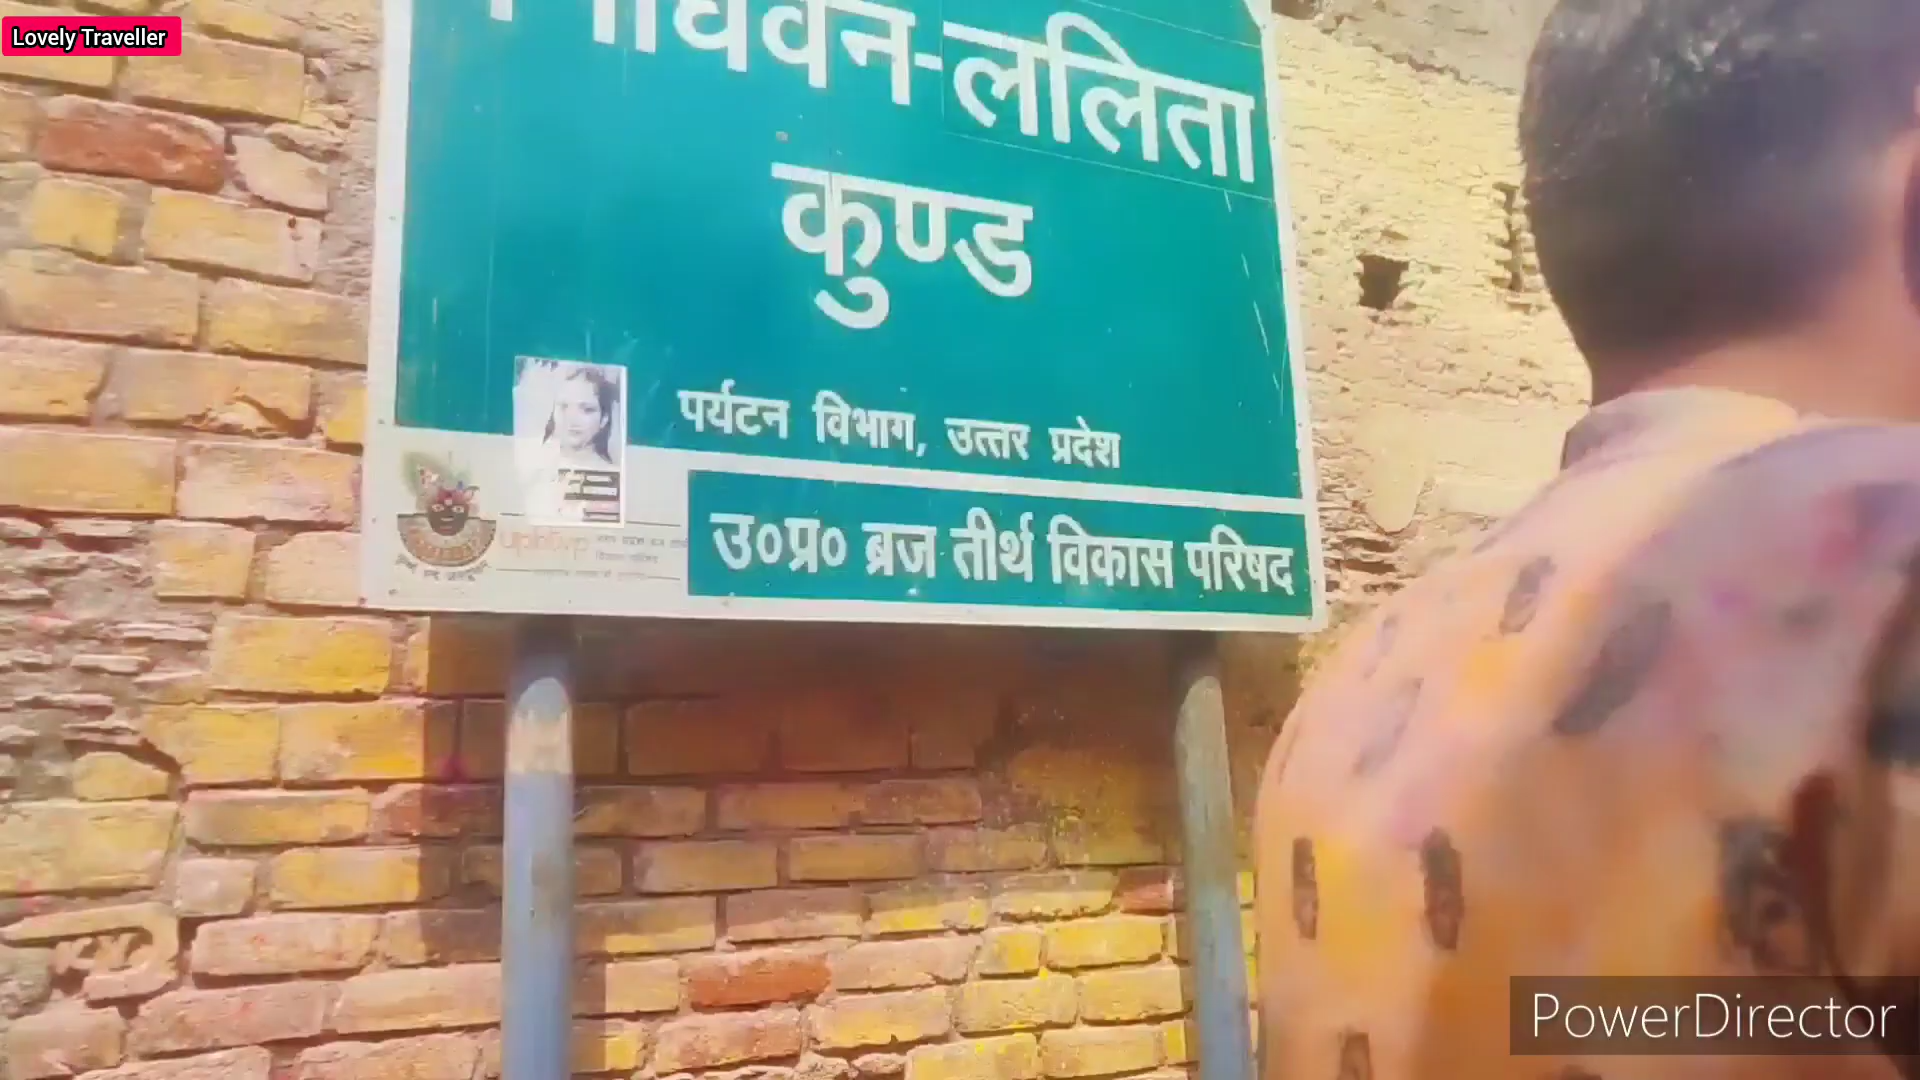 Lovely Traveller
निधिवन-ललिता
कुण्ड
पर्यटन विभाग, उत्तर प्रदेश
उ०प्र० ब्रज तीर्थ विकास परिषद
PowerDirector